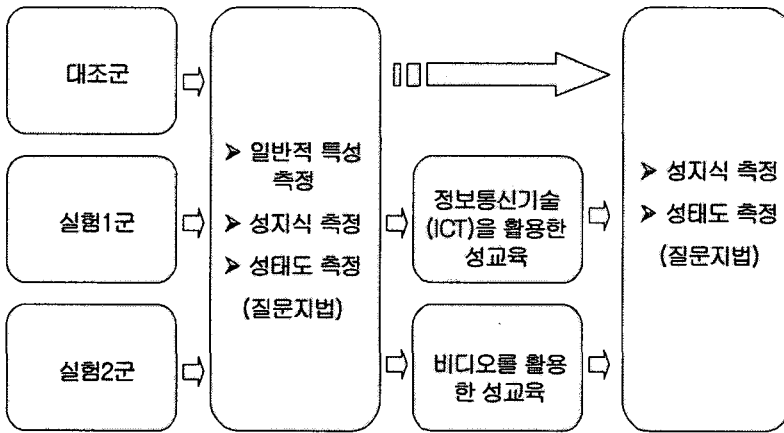 대조군
실험1군
실험2군
➢ 일반적 특성
측정
➢ 성지식 측정
➢ 성태도 측정
(질문지법)
정보통신기술
(ICT)을 활용한
성교육
비디오를 활용
한 성교육
➢ 성지식 측정
➢ 성태도 측정
(질문지법)